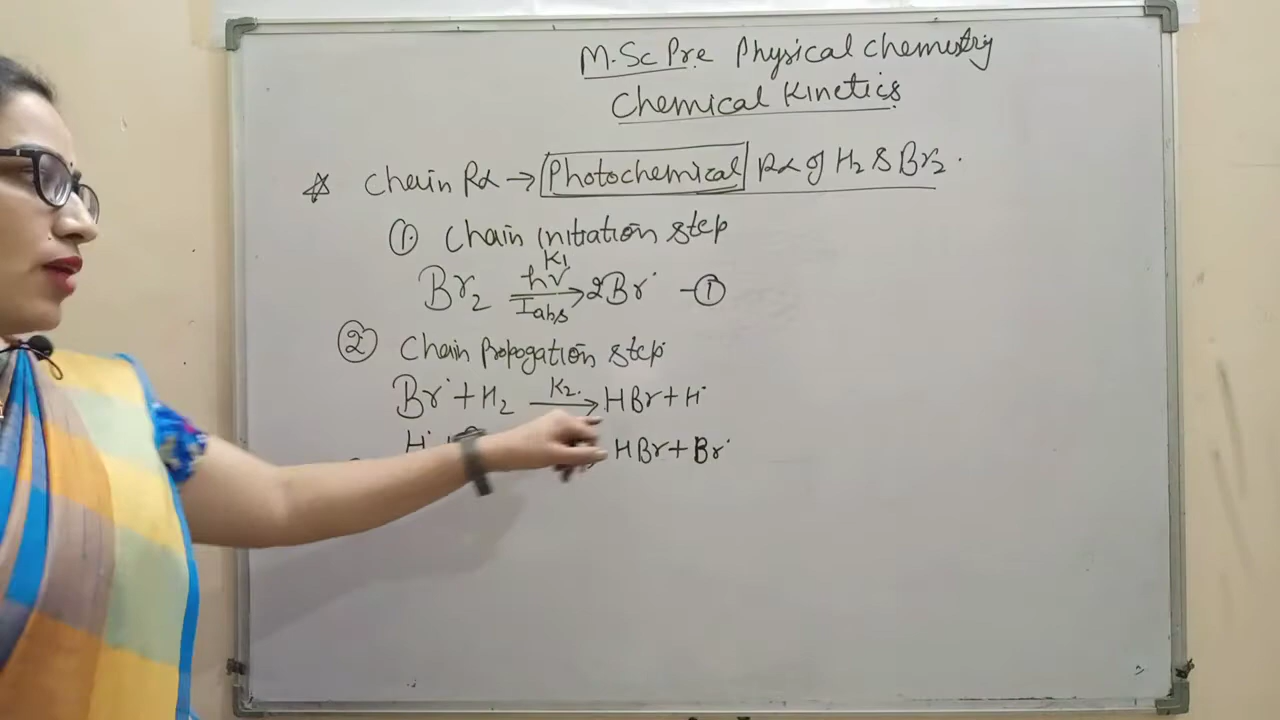 M.Sc Pre Physical Chemistry
Chemical Kinetics
☆ Chain Rx → Photochemical Rx of H₂ & Br₂.
① Chain initiation step
K₁
Br₂ hν → 2Br˙ —①
Iabs
② Chain Propogation step
Br˙ + H₂ K₂ → HBr + H˙
H˙ HBr + Br˙